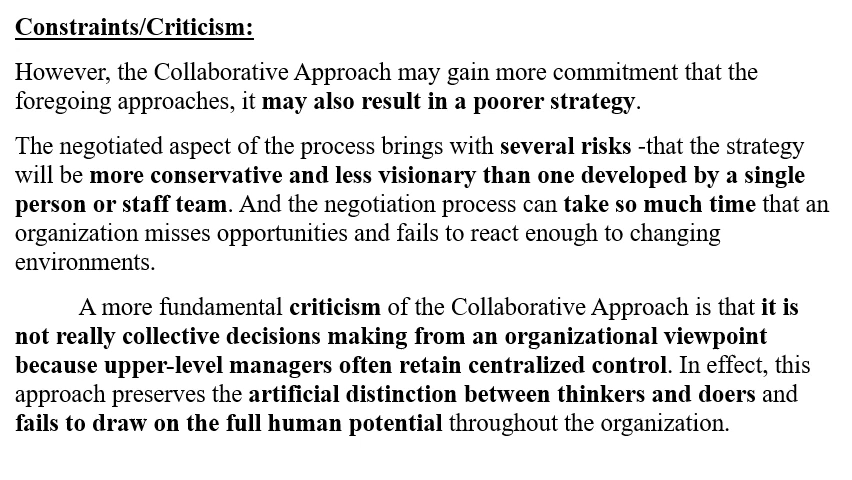 Constraints/Criticism:
However, the Collaborative Approach may gain more commitment that the
foregoing approaches, it may also result in a poorer strategy.
The negotiated aspect of the process brings with several risks -that the strategy
will be more conservative and less visionary than one developed by a single
person or staff team. And the negotiation process can take so much time that an
organization misses opportunities and fails to react enough to changing
environments.
A more fundamental criticism of the Collaborative Approach is that it is
not really collective decisions making from an organizational viewpoint
because upper-level managers often retain centralized control. In effect, this
approach preserves the artificial distinction between thinkers and doers and
fails to draw on the full human potential throughout the organization.